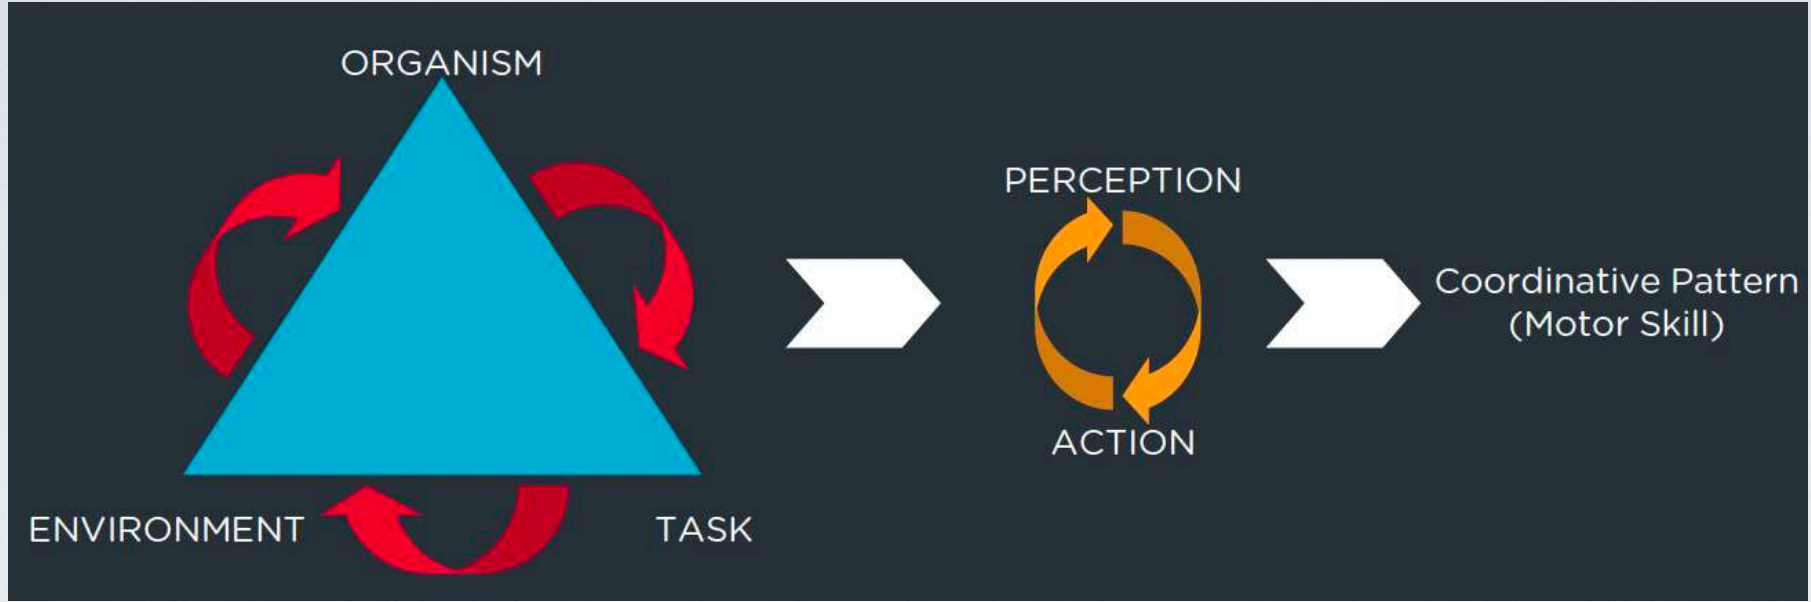 ORGANISM
ENVIRONMENT
TASK
PERCEPTION
ACTION
Coordinative Pattern
(Motor Skill)